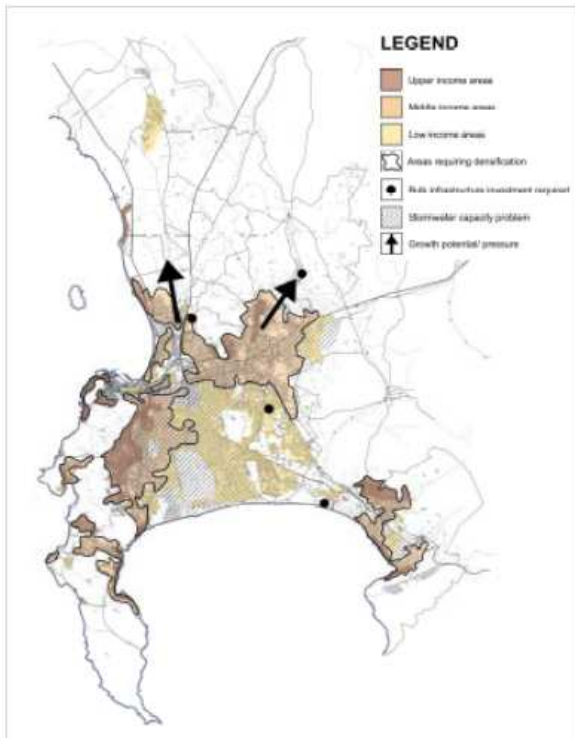 LEGEND
Upper income areas
Middle income areas
Low income areas
Areas requiring densification
Bulk infrastructure investment required
Stormwater capacity problem
Growth potential/ pressure